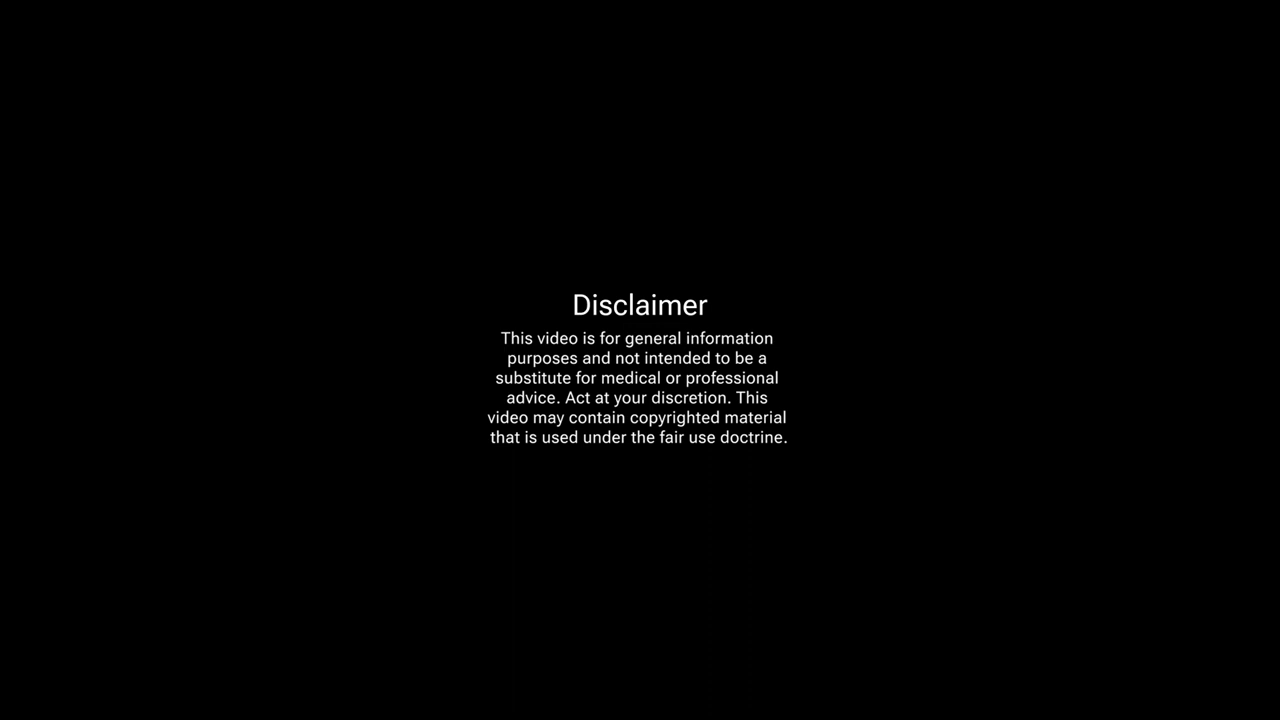 Disclaimer
This video is for general information
purposes and not intended to be a
substitute for medical or professional
advice. Act at your discretion. This
video may contain copyrighted material
that is used under the fair use doctrine.